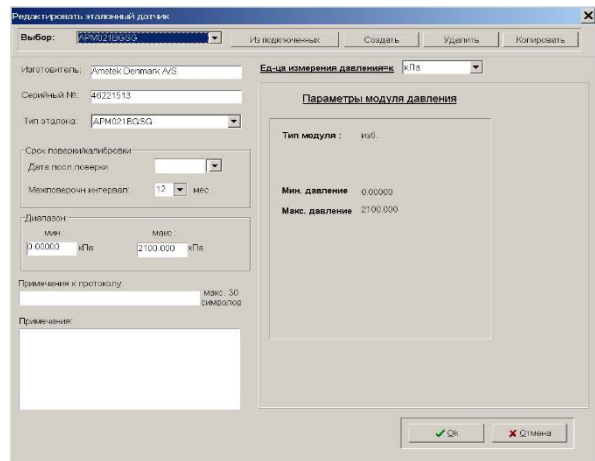 Редактировать эталонный датчик
Выбор: APM021BGSG Из подключенных Создать Удалить Копировать
Изготовитель: Ametek Denmark A/S
Ед-ца измерения давления=к кПа
Серийный №: 46221513
Тип эталона: APM021BGSG
Параметры модуля давления
Тип модуля : изб.
Мин. давление 0.00000
Макс. давление 2100.000
Срок поверки/калибровки
Дата посл.поверки
Межповерочн.интервал: 12 мес
Диапазон:
мин.: макс.:
0.00000 кПа 2100.000 кПа
Примечания к протоколу:
макс. 30
символов
Примечания:
Ok Отмена